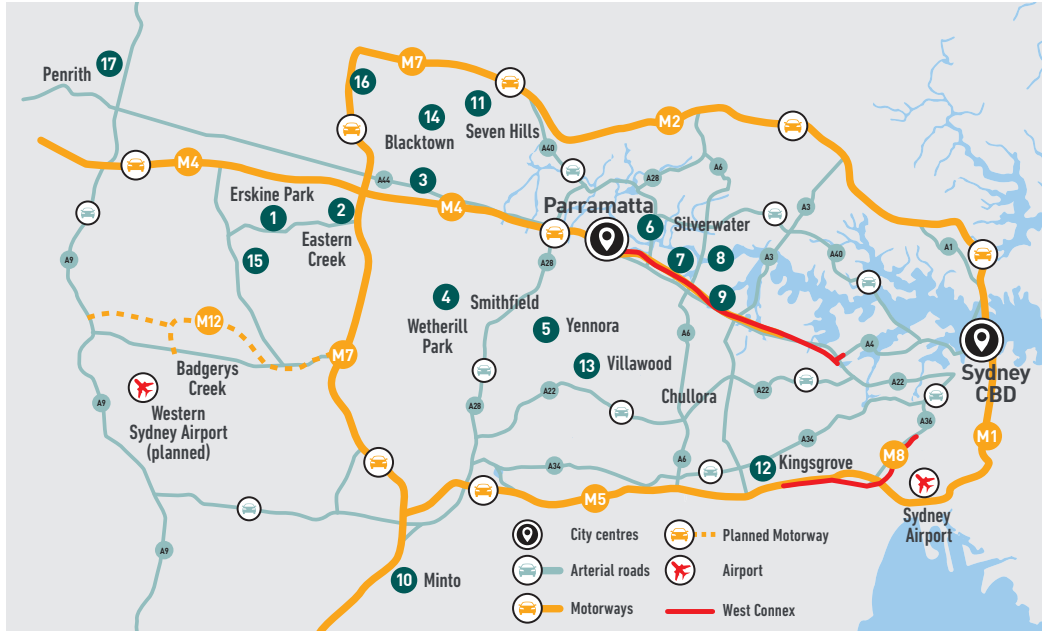 17
Penrith
16
M7
11
Seven Hills
14
Blacktown
M2
A40
A28
A6
A3
M4
A44
3
M4
Erskine Park
1
2
Eastern
Creek
15
Parramatta
6
Silverwater
7
8
9
A3
A40
A1
A9
A28
4
Smithfield
Wetherill
Park
5
Yennora
13
Villawood
Chullora
A6
A4
Sydney
CBD
M12
Badgerys
Creek
M7
Western
Sydney Airport
(planned)
A9
A28
A22
A22
A22
A36
A34
M8
M1
A34
A6
12
Kingsgrove
M5
Sydney
Airport
A9
10
Minto
City centres
Arterial roads
Motorways
Planned Motorway
Airport
West Connex